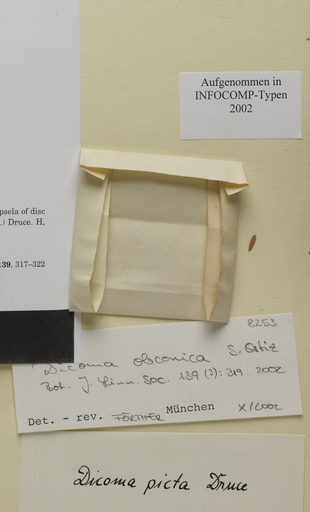 Aufgenommen in
INFOCOMP-Typen
2002
psela of disc
.) Druce. H,
139, 317–322
8253
Dicoma obconica S. Ortiz
Bot. J. Linn. Soc. 139 (3): 319. 2002
Det. - rev. FÖRTHER München X/2002
Dicoma picta Druce